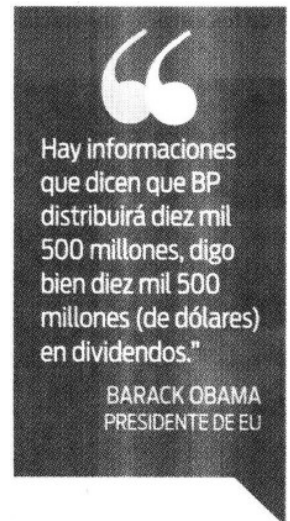 Hay informaciones
que dicen que BP
distribuirá diez mil
500 millones, digo
bien diez mil 500
millones (de dólares)
en dividendos.”
BARACK OBAMA
PRESIDENTE DE EU